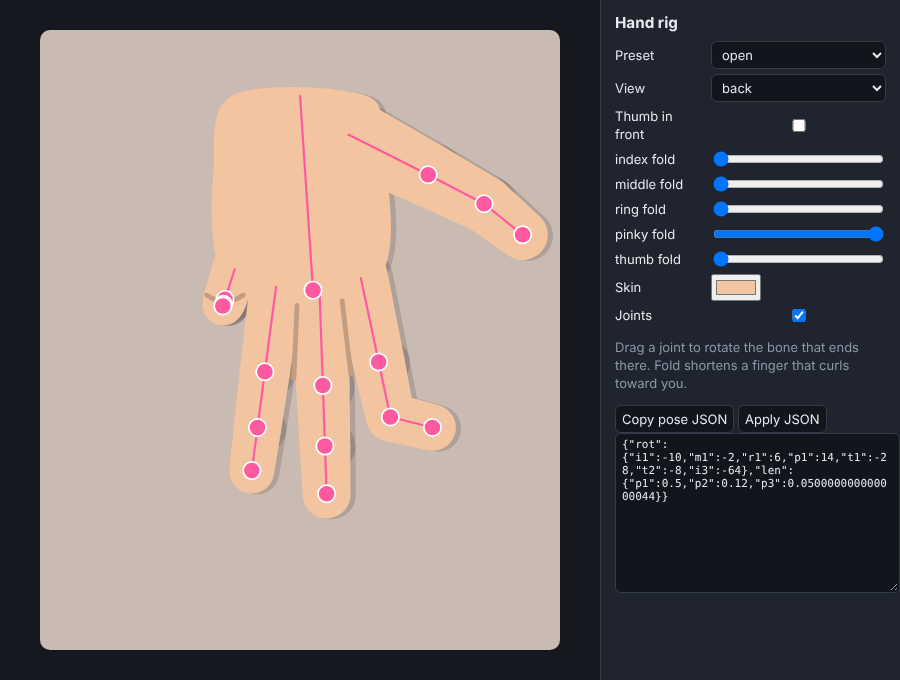 Hand rig
Preset
open
View
back
Thumb in
front
index fold
middle fold
ring fold
pinky fold
thumb fold
Skin
Joints
Drag a joint to rotate the bone that ends
there. Fold shortens a finger that curls
toward you.
Copy pose JSON Apply JSON
{"rot":
{"i1":-10,"m1":-2,"r1":6,"p1":14,"t1":-2
8,"t2":-8,"i3":-64},"len":
{"p1":0.5,"p2":0.12,"p3":0.0500000000000
00044}}